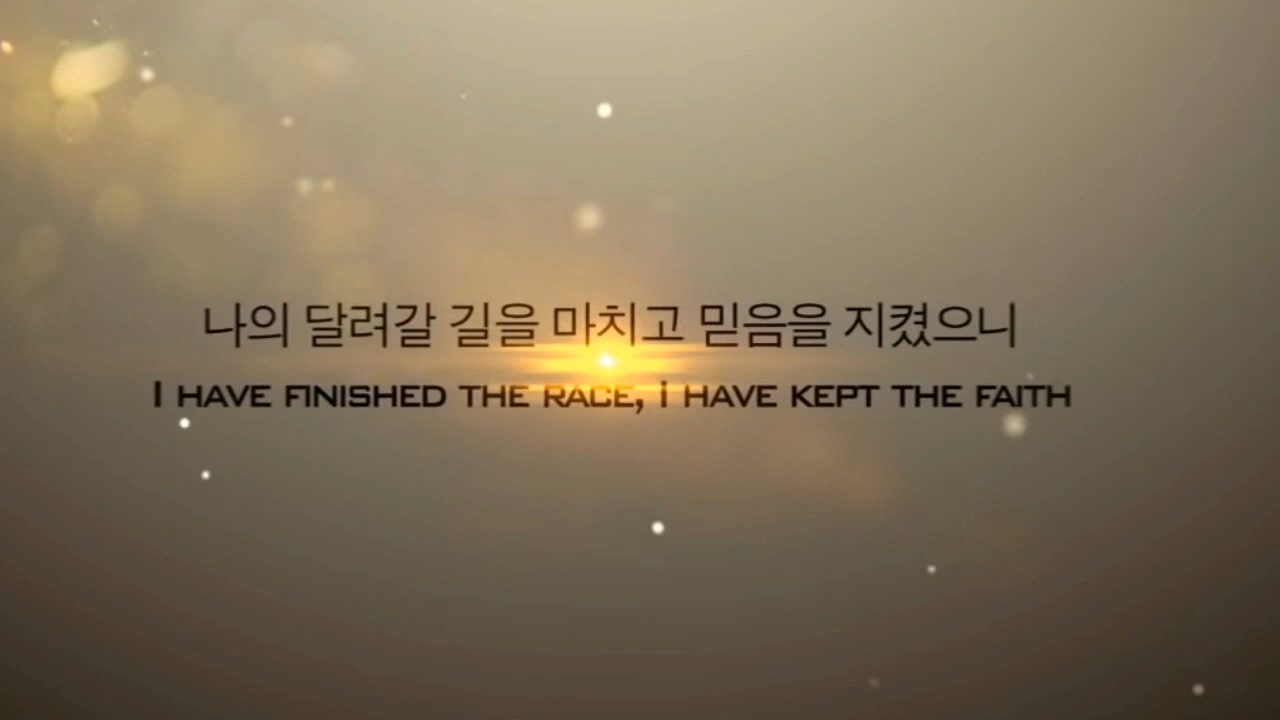 나의 달려갈 길을 마치고 믿음을 지켰으니
I HAVE FINISHED THE RACE, i HAVE KEPT THE FAITH